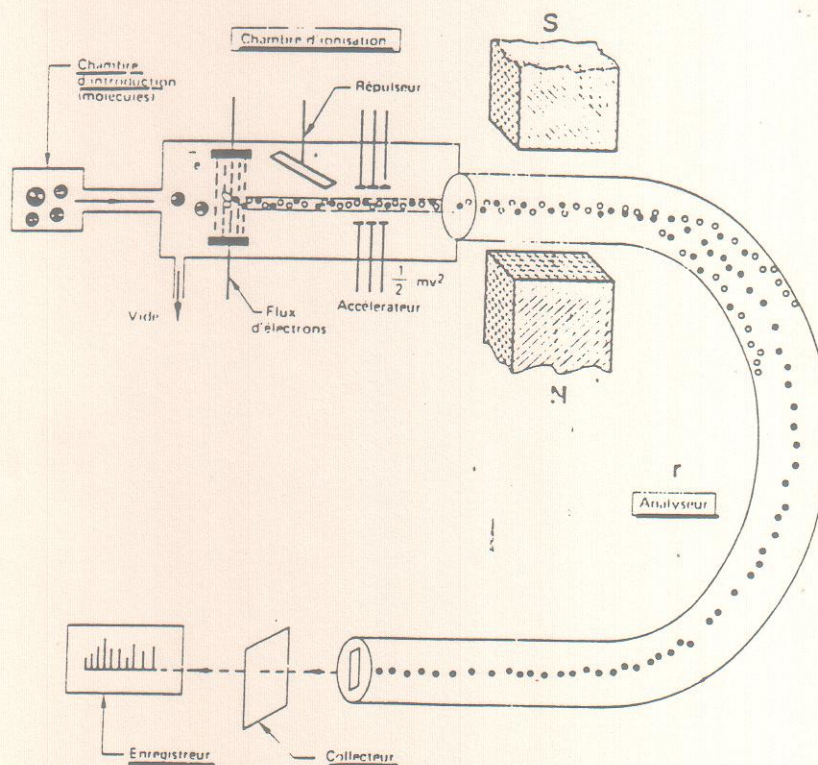 Chambre d'ionisation
S
Chambre
d'introduction
(molécules)
Répulseur
e
1/2 mv²
Accélérateur
Flux
d'électrons
Vide
N
r
Analyseur
Enregistreur
Collecteur